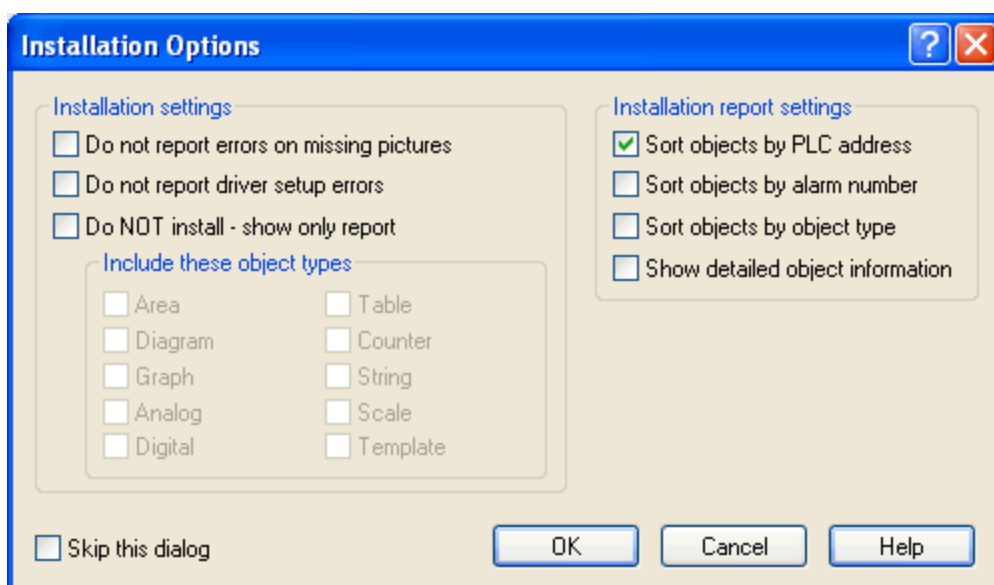 Installation Options
?
Installation settings
Do not report errors on missing pictures
Do not report driver setup errors
Do NOT install - show only report
Include these object types
Area
Table
Diagram
Counter
Graph
String
Analog
Scale
Digital
Template
Installation report settings
Sort objects by PLC address
Sort objects by alarm number
Sort objects by object type
Show detailed object information
Skip this dialog
OK
Cancel
Help